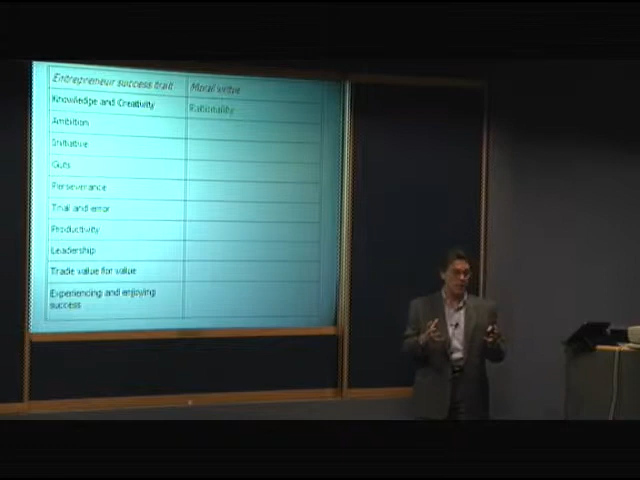 Entrepreneur success trait Moral virtue
Knowledge and Creativity Rationality
Ambition
Initiative
Guts
Perseverance
Trial and error
Productivity
Leadership
Trade value for value
Experiencing and enjoying
success